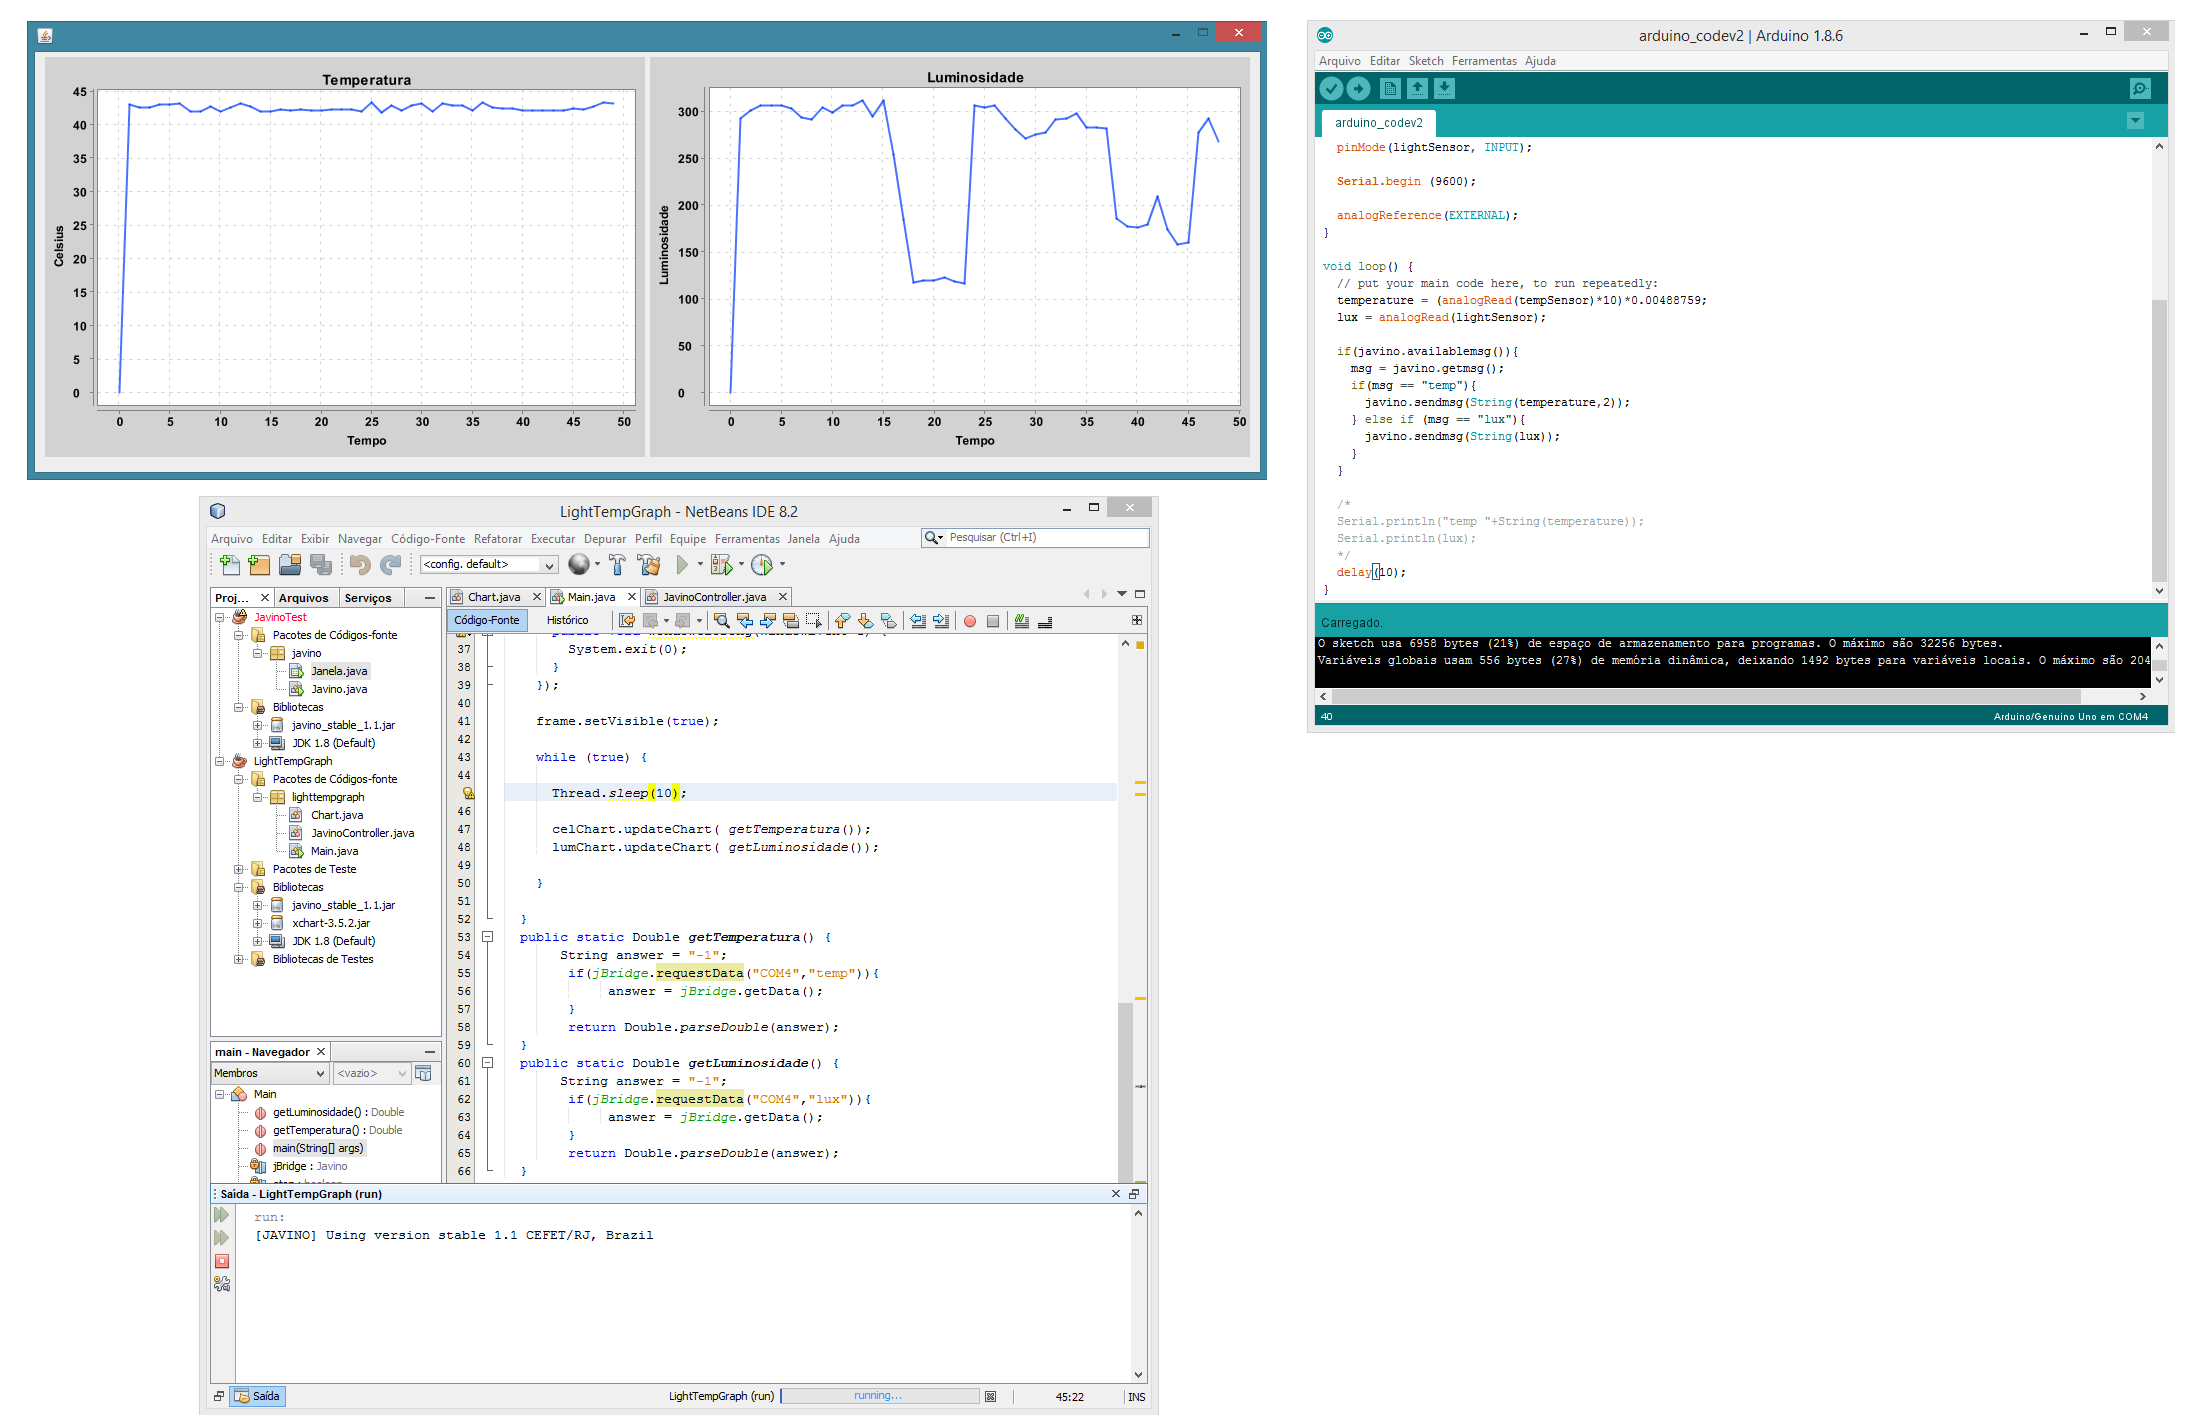 Temperatura
45
40
35
30
25
20
15
10
5
0
Celsius
0 5 10 15 20 25 30 35 40 45 50
Tempo
Luminosidade
300
250
200
150
100
50
0
Luminosidade
0 5 10 15 20 25 30 35 40 45 50
Tempo
arduino_codev2 | Arduino 1.8.6
Arquivo Editar Sketch Ferramentas Ajuda
arduino_codev2
pinMode(lightSensor, INPUT);
Serial.begin (9600);
analogReference(EXTERNAL);
}
void loop() {
// put your main code here, to run repeatedly:
temperature = (analogRead(tempSensor)*10)*0.00488759;
lux = analogRead(lightSensor);
if(javino.availablemsg()){
msg = javino.getmsg();
if(msg == "temp"){
javino.sendmsg(String(temperature,2));
} else if (msg == "lux"){
javino.sendmsg(String(lux));
}
}
/*
Serial.println("temp "+String(temperature));
Serial.println(lux);
*/
delay(10);
}
Carregado.
O sketch usa 6958 bytes (21%) de espaço de armazenamento para programas. O máximo são 32256 bytes.
Variáveis globais usam 556 bytes (27%) de memória dinâmica, deixando 1492 bytes para variáveis locais. O máximo são 204
40
Arduino/Genuino Uno em COM4
LightTempGraph - NetBeans IDE 8.2
Arquivo Editar Exibir Navegar Código-Fonte Refatorar Executar Depurar Perfil Equipe Ferramentas Janela Ajuda
Pesquisar (Ctrl+I)
<config. default>
Proj... Arquivos Serviços
JavinoTest
Pacotes de Códigos-fonte
javino
Janela.java
Javino.java
Bibliotecas
javino_stable_1.1.jar
JDK 1.8 (Default)
LightTempGraph
Pacotes de Códigos-fonte
lighttempgraph
Chart.java
JavinoController.java
Main.java
Pacotes de Teste
Bibliotecas
javino_stable_1.1.jar
xchart-3.5.2.jar
JDK 1.8 (Default)
Bibliotecas de Testes
main - Navegador
Membros
<vazio>
Main
getLuminosidade() : Double
getTemperatura() : Double
main(String[] args)
jBridge : Javino
Chart.java Main.java JavinoController.java
Código-Fonte Histórico
37 System.exit(0);
38 }
39 });
40
41 frame.setVisible(true);
42
43 while (true) {
44
Thread.sleep(10);
46
47 celChart.updateChart( getTemperatura());
48 lumChart.updateChart( getLuminosidade());
49
50 }
51
52 }
53 public static Double getTemperatura() {
54 String answer = "-1";
55 if(jBridge.requestData("COM4","temp")){
56 answer = jBridge.getData();
57 }
58 return Double.parseDouble(answer);
59 }
60 public static Double getLuminosidade() {
61 String answer = "-1";
62 if(jBridge.requestData("COM4","lux")){
63 answer = jBridge.getData();
64 }
65 return Double.parseDouble(answer);
66 }
Saída - LightTempGraph (run)
run:
[JAVINO] Using version stable 1.1 CEFET/RJ, Brazil
Saída
LightTempGraph (run) running... 45:22 INS